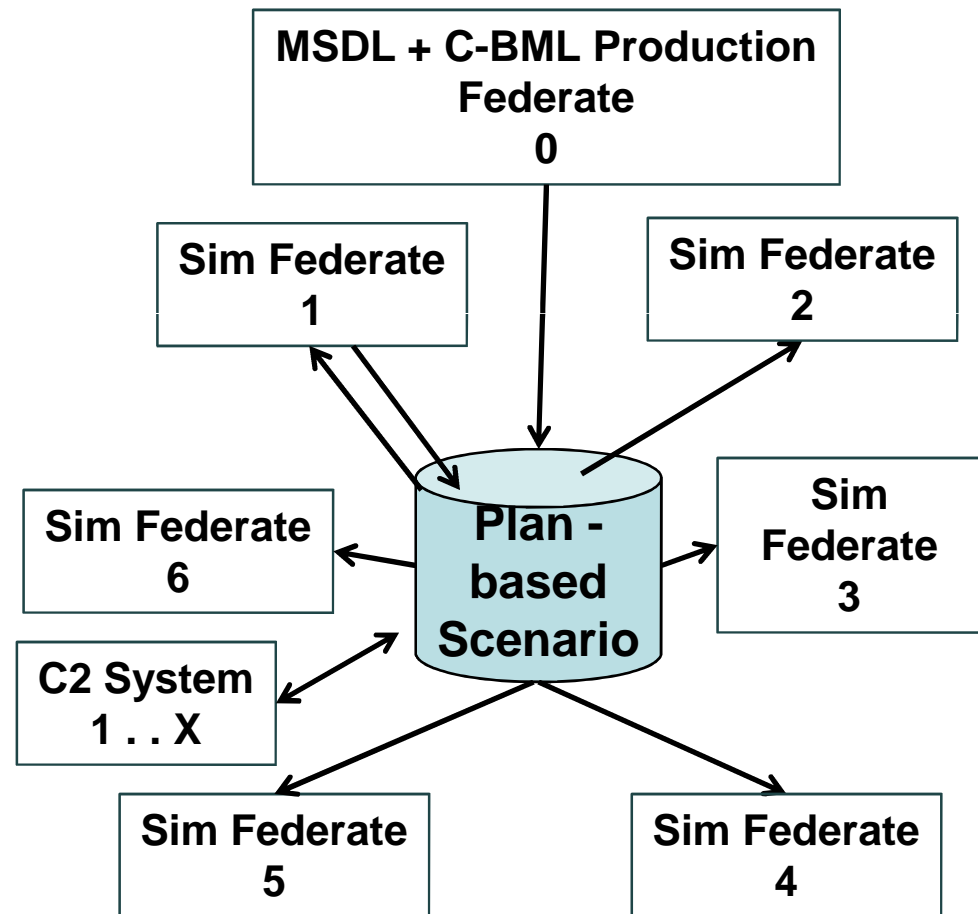 MSDL + C-BML Production
Federate
0
Sim Federate
1
Sim Federate
2
Plan -
based
Scenario
Sim
Federate
3
Sim Federate
6
C2 System
1 . . X
Sim Federate
5
Sim Federate
4